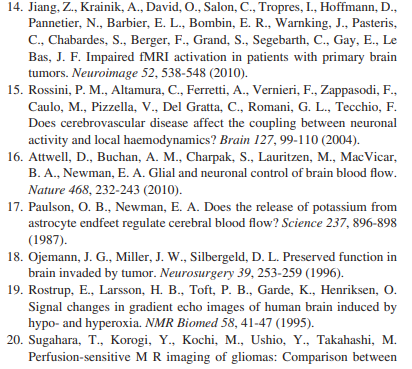 14. Jiang, Z., Krainik, A., David, O., Salon, C., Tropres, I., Hoffmann, D.,
Pannetier, N., Barbier, E. L., Bombin, E. R., Warnking, J., Pasteris,
C., Chabardes, S., Berger, F., Grand, S., Segebarth, C., Gay, E., Le
Bas, J. F. Impaired fMRI activation in patients with primary brain
tumors. Neuroimage 52, 538-548 (2010).
15. Rossini, P. M., Altamura, C., Ferretti, A., Vernieri, F., Zappasodi, F.,
Caulo, M., Pizzella, V., Del Gratta, C., Romani, G. L., Tecchio, F.
Does cerebrovascular disease affect the coupling between neuronal
activity and local haemodynamics? Brain 127, 99-110 (2004).
16. Attwell, D., Buchan, A. M., Charpak, S., Lauritzen, M., MacVicar,
B. A., Newman, E. A. Glial and neuronal control of brain blood flow.
Nature 468, 232-243 (2010).
17. Paulson, O. B., Newman, E. A. Does the release of potassium from
astrocyte endfeet regulate cerebral blood flow? Science 237, 896-898
(1987).
18. Ojemann, J. G., Miller, J. W., Silbergeld, D. L. Preserved function in
brain invaded by tumor. Neurosurgery 39, 253-259 (1996).
19. Rostrup, E., Larsson, H. B., Toft, P. B., Garde, K., Henriksen, O.
Signal changes in gradient echo images of human brain induced by
hypo- and hyperoxia. NMR Biomed 58, 41-47 (1995).
20. Sugahara, T., Korogi, Y., Kochi, M., Ushio, Y., Takahashi, M.
Perfusion-sensitive M R imaging of gliomas: Comparison between